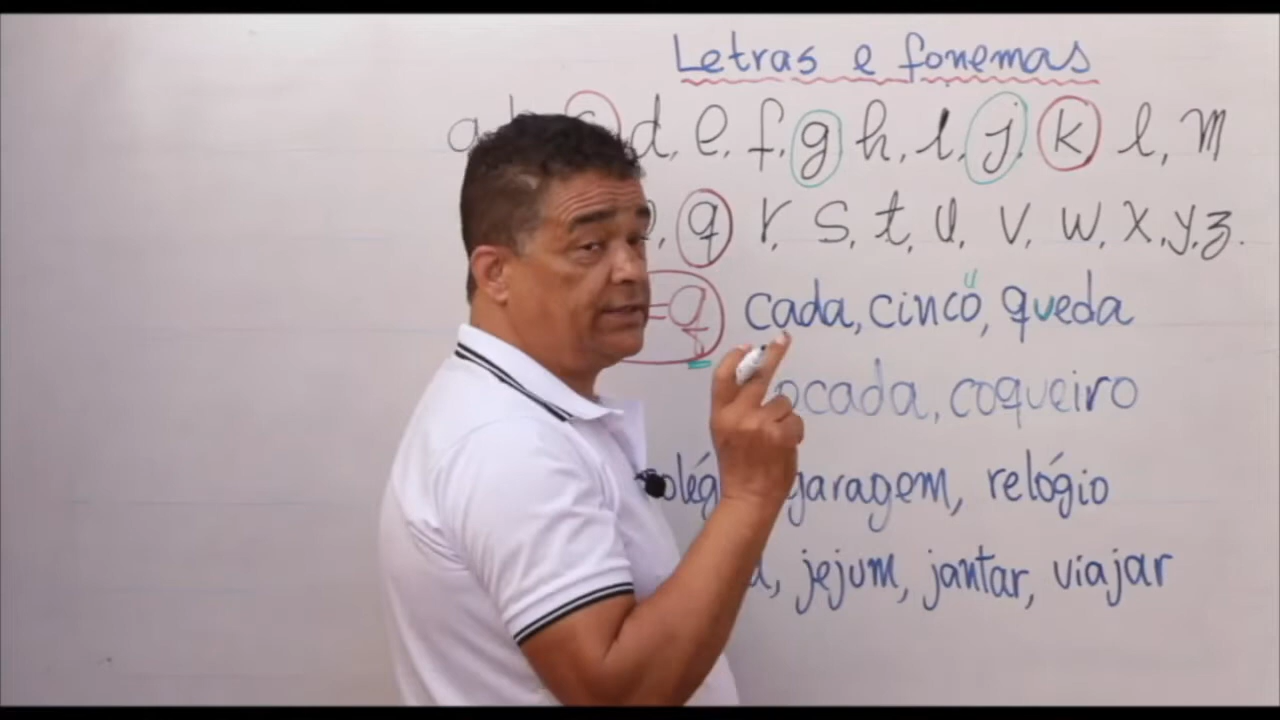 Letras e fonemas
a, b, c, d, e, f, g h, i, j, k l, m
q r, s, t, u, v, w, x, y, z.
=q cada, cinco, queda
cocada, coqueiro
garagem, relógio
jejum, jantar, viajar